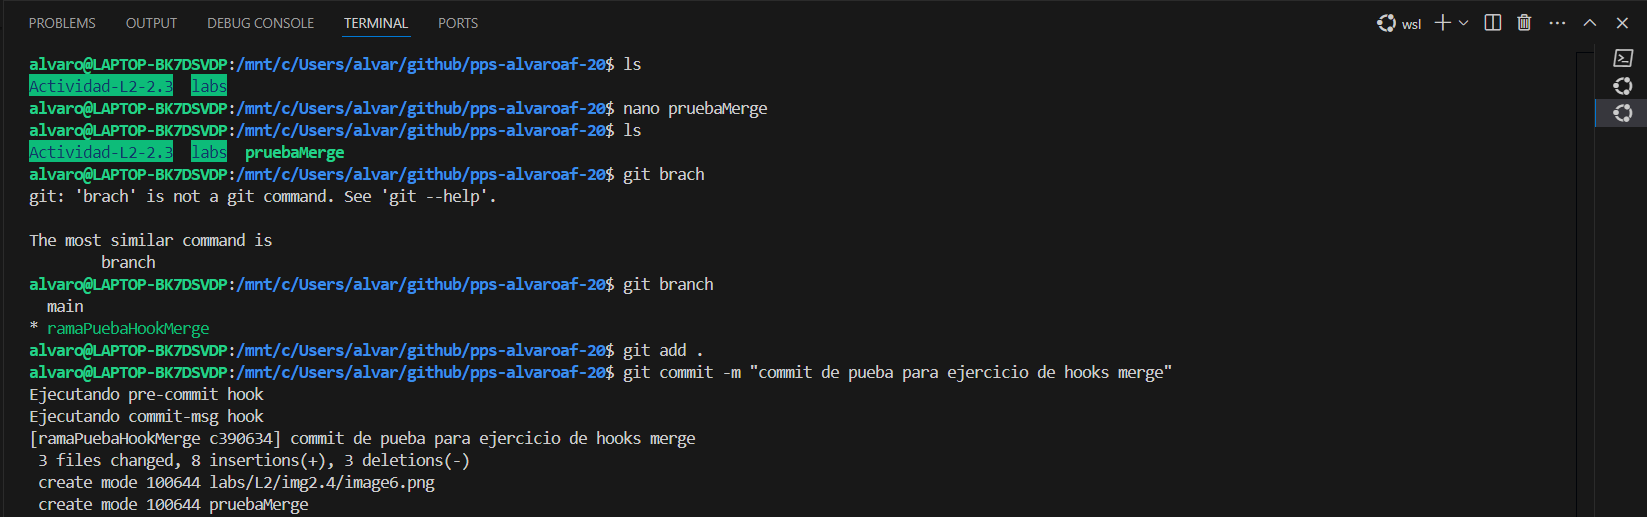 PROBLEMS OUTPUT DEBUG CONSOLE TERMINAL PORTS wsl
alvaro@LAPTOP-BK7DSVDP:/mnt/c/Users/alvar/github/pps-alvaroaf-20$ ls
Actividad-L2-2.3 labs
alvaro@LAPTOP-BK7DSVDP:/mnt/c/Users/alvar/github/pps-alvaroaf-20$ nano pruebaMerge
alvaro@LAPTOP-BK7DSVDP:/mnt/c/Users/alvar/github/pps-alvaroaf-20$ ls
Actividad-L2-2.3 labs pruebaMerge
alvaro@LAPTOP-BK7DSVDP:/mnt/c/Users/alvar/github/pps-alvaroaf-20$ git brach
git: 'brach' is not a git command. See 'git --help'.
The most similar command is
branch
alvaro@LAPTOP-BK7DSVDP:/mnt/c/Users/alvar/github/pps-alvaroaf-20$ git branch
main
* ramaPuebaHookMerge
alvaro@LAPTOP-BK7DSVDP:/mnt/c/Users/alvar/github/pps-alvaroaf-20$ git add .
alvaro@LAPTOP-BK7DSVDP:/mnt/c/Users/alvar/github/pps-alvaroaf-20$ git commit -m "commit de pueba para ejercicio de hooks merge"
Ejecutando pre-commit hook
Ejecutando commit-msg hook
[ramaPuebaHookMerge c390634] commit de pueba para ejercicio de hooks merge
3 files changed, 8 insertions(+), 3 deletions(-)
create mode 100644 labs/L2/img2.4/image6.png
create mode 100644 pruebaMerge